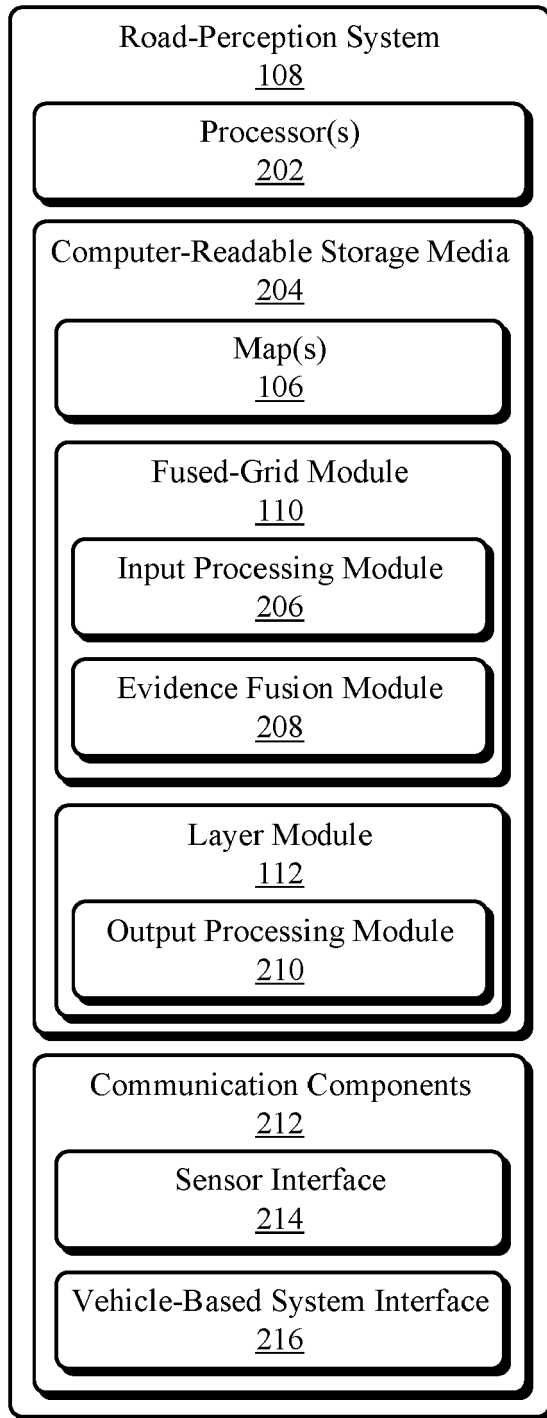 Road-Perception System
108
Processor(s)
202
Computer-Readable Storage Media
204
Map(s)
106
Fused-Grid Module
110
Input Processing Module
206
Evidence Fusion Module
208
Layer Module
112
Output Processing Module
210
Communication Components
212
Sensor Interface
214
Vehicle-Based System Interface
216